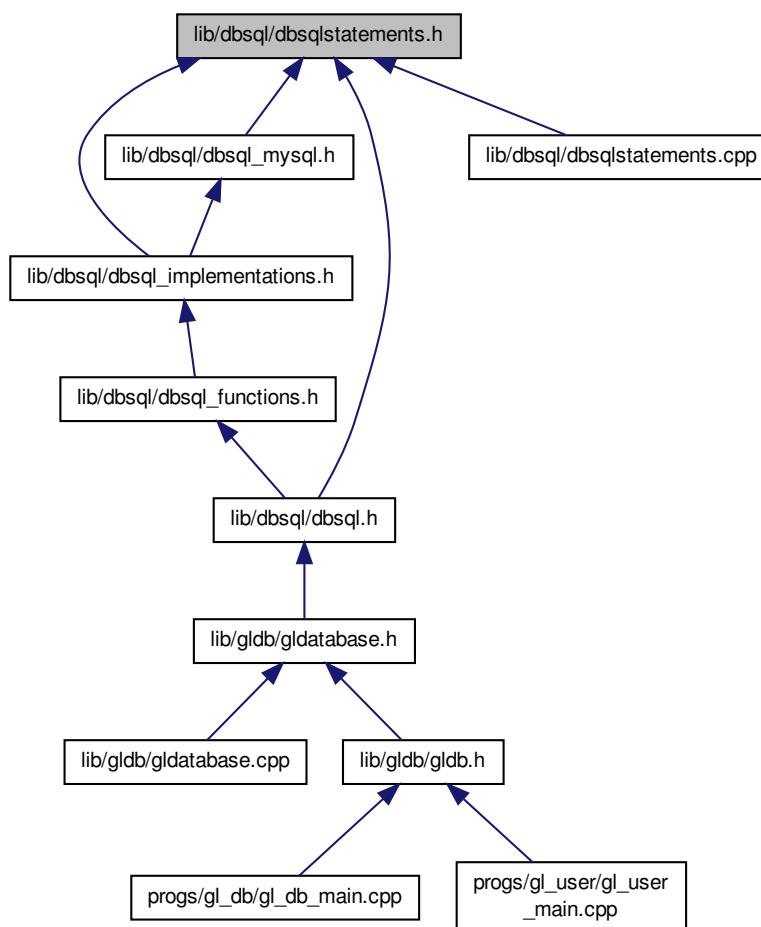 lib/dbsql/dbsqlstatements.h
lib/dbsql/dbsql_mysql.h
lib/dbsql/dbsqlstatements.cpp
lib/dbsql/dbsql_implementations.h
lib/dbsql/dbsql_functions.h
lib/dbsql/dbsql.h
lib/gldb/gldatabase.h
lib/gldb/gldatabase.cpp
lib/gldb/gldb.h
progs/gl_db/gl_db_main.cpp
progs/gl_user/gl_user
_main.cpp